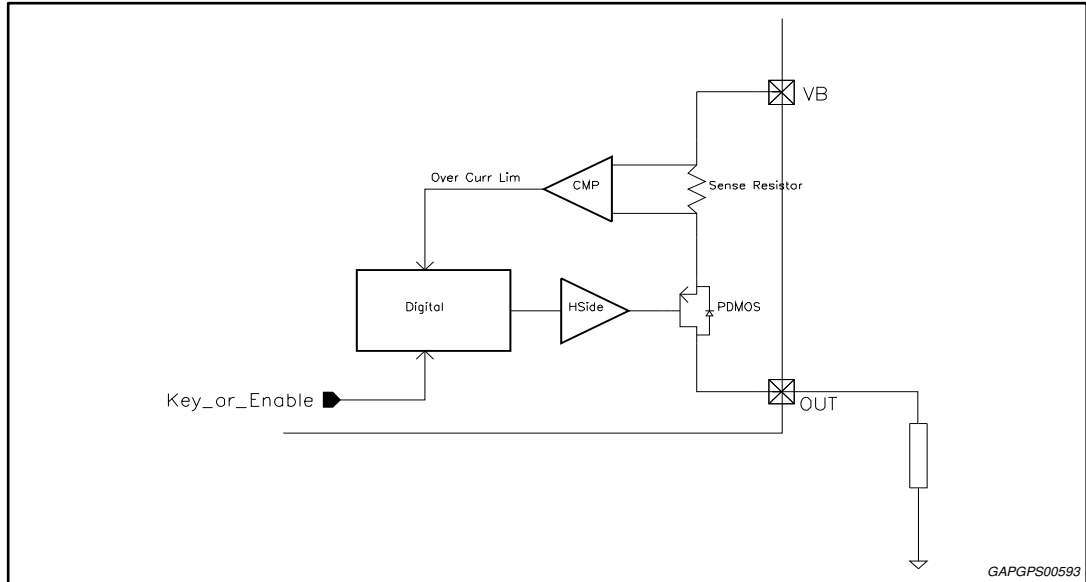 VB
Over Curr Lim
CMP
Sense Resistor
Digital
HSide
PDMOS
Key_or_Enable
OUT
GAPGPS00593